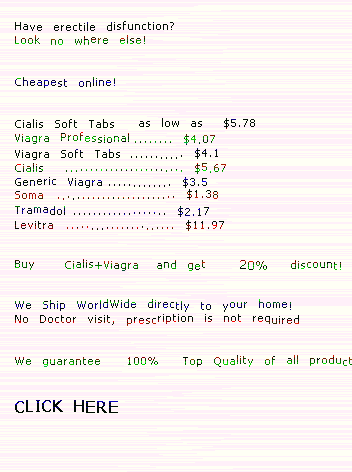 Have erectile disfunction?
Look no where else!
Cheapest online!
Cialis Soft Tabs as low as $5.78
Viagra Professional ........ $4.07
Viagra Soft Tabs ........... $4.1
Cialis ........................ $5.67
Generic Viagra ............. $3.5
Soma ........................ $1.38
Tramadol .................. $2.17
Levitra ...................... $11.97
Buy Cialis+Viagra and get 20% discount!
We Ship WorldWide directly to your home!
No Doctor visit, prescription is not required
We guarantee 100% Top Quality of all product
CLICK HERE